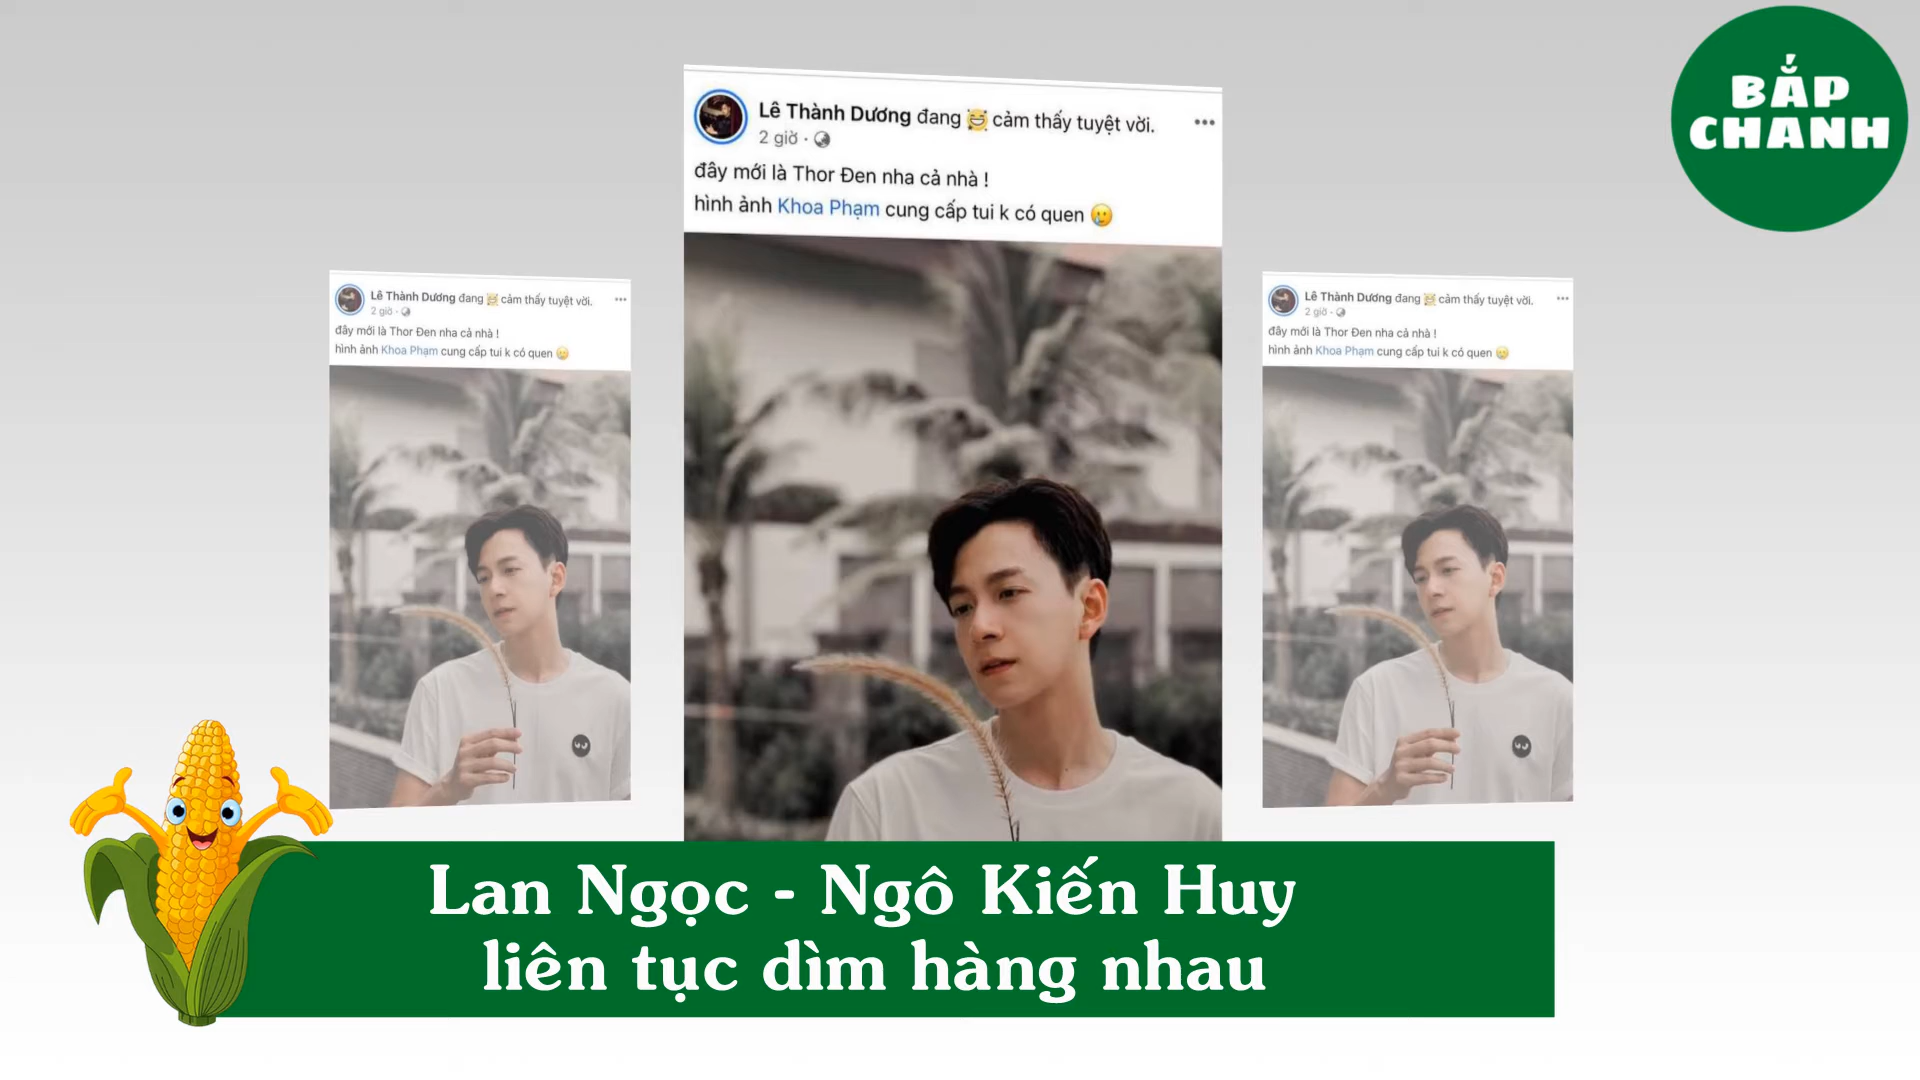 BẮP
CHANH
Lê Thành Dương đang 😆 cảm thấy tuyệt vời.
2 giờ ·
đây mới là Thor Đen nha cả nhà !
hình ảnh Khoa Phạm cung cấp tui k có quen 🥲
Lê Thành Dương đang 😆 cảm thấy tuyệt vời.
2 giờ ·
đây mới là Thor Đen nha cả nhà !
hình ảnh Khoa Phạm cung cấp tui k có quen 🥲
Lê Thành Dương đang 😆 cảm thấy tuyệt vời.
2 giờ ·
đây mới là Thor Đen nha cả nhà !
hình ảnh Khoa Phạm cung cấp tui k có quen 🥲
Lan Ngọc - Ngô Kiến Huy
liên tục dìm hàng nhau